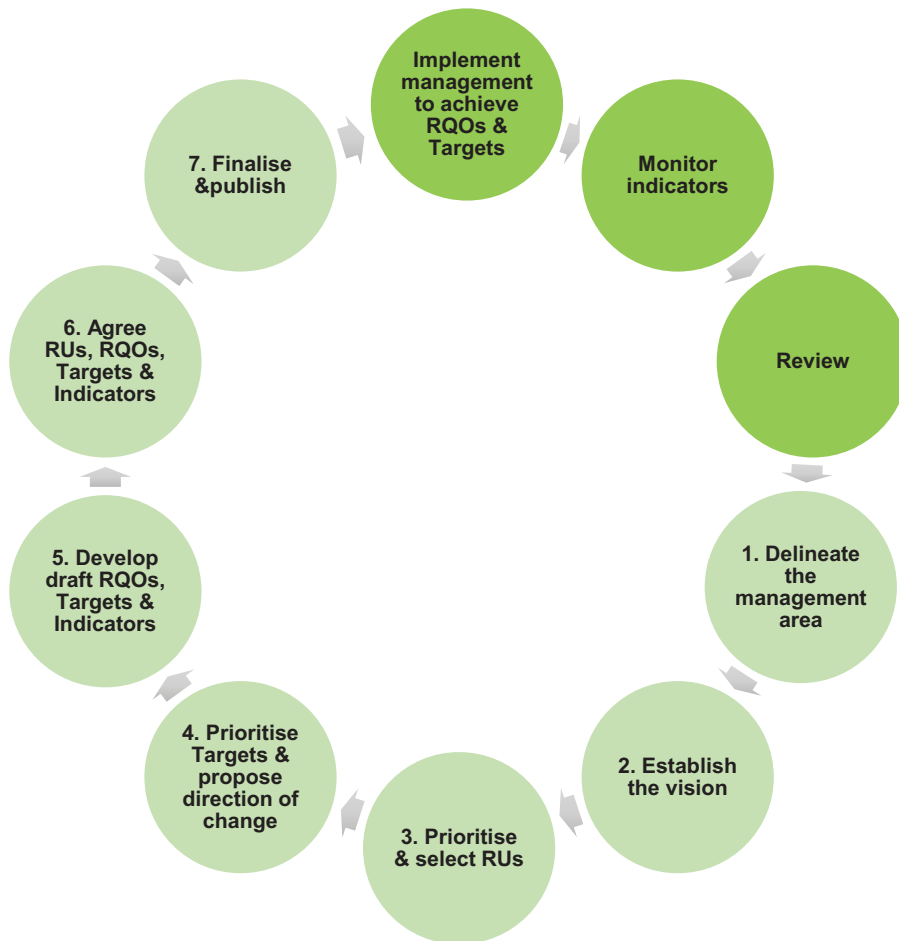 Implement
management
to achieve
RQOs &
Targets
Monitor
indicators
Review
1. Delineate
the
management
area
2. Establish
the vision
3. Prioritise
& select RUs
4. Prioritise
Targets &
propose
direction of
change
5. Develop
draft RQOs,
Targets &
Indicators
6. Agree
RUs, RQOs,
Targets &
Indicators
7. Finalise
&publish